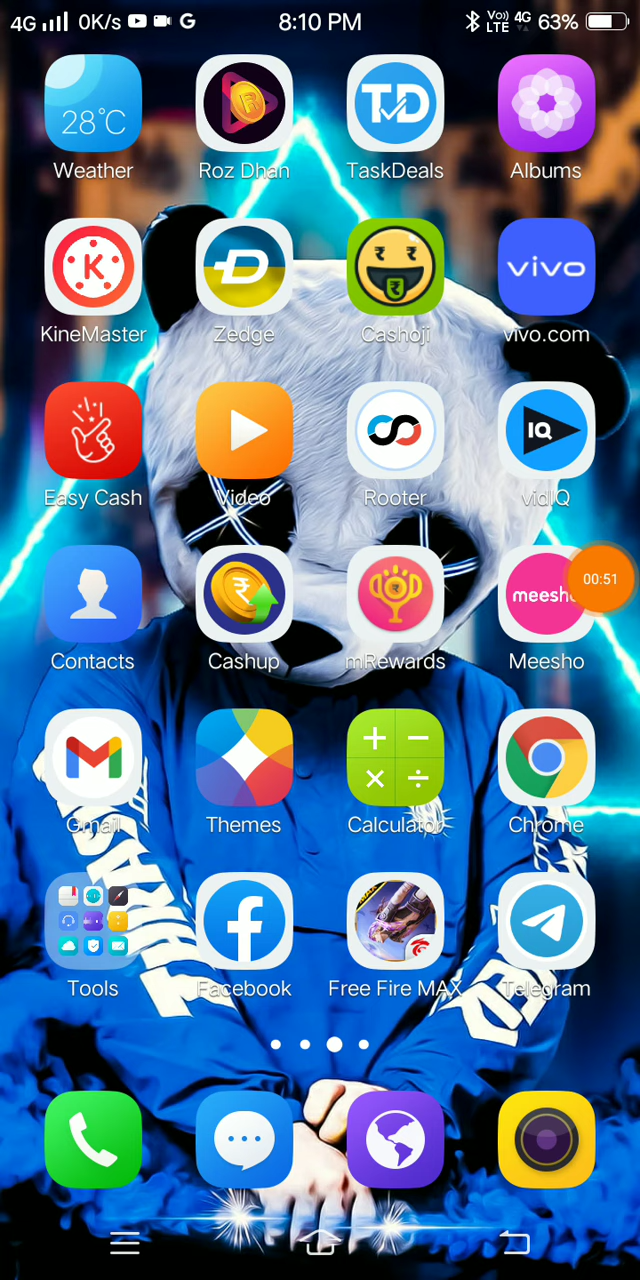 4G 0K/s G 8:10 PM Vo)) LTE 4G 63%
28°C R TD
Weather Roz Dhan TaskDeals Albums
K D ₹ ₹ ₹ vivo
KineMaster Zedge Cashoji vivo.com
IQ
Easy Cash Video Rooter vidIQ
₹ ₹ meesho 00:51
Contacts Cashup mRewards Meesho
M + − × ÷
Gmail Themes Calculator Chrome
f MAX
Tools Facebook Free Fire MAX Telegram